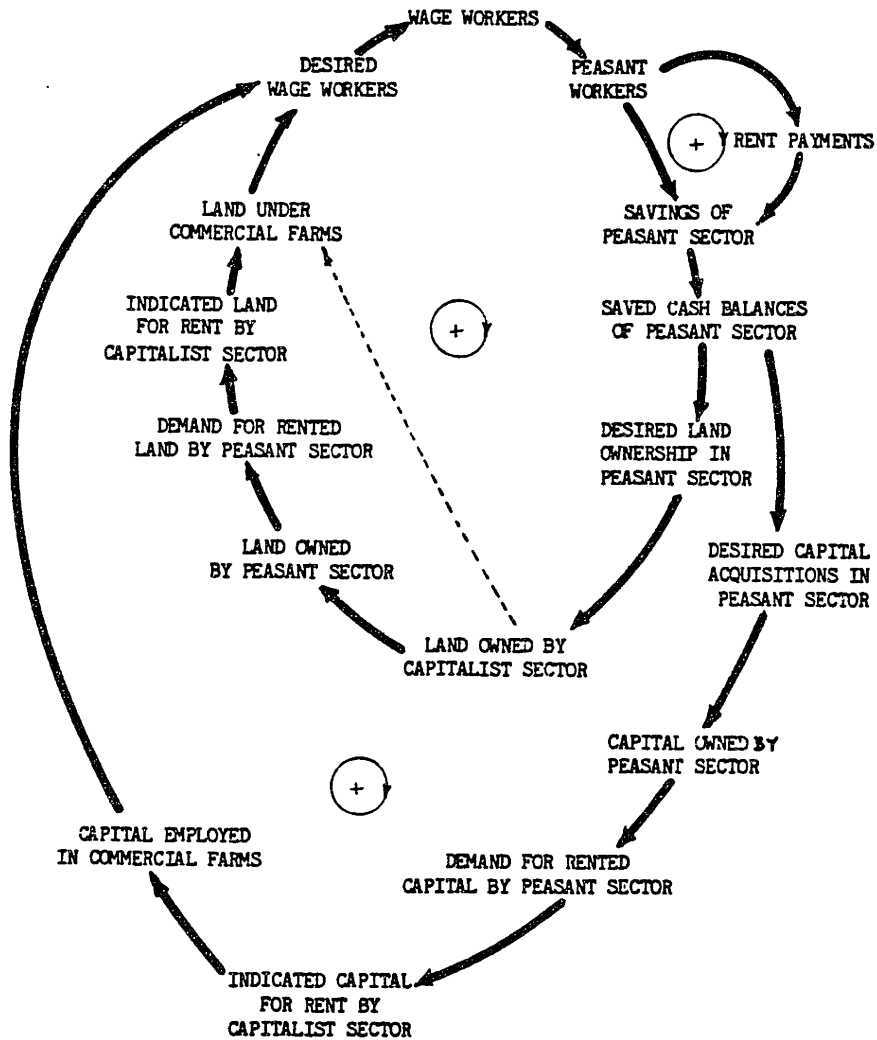 WAGE WORKERS
DESIRED
WAGE WORKERS
PEASANT
WORKERS
+
RENT PAYMENTS
LAND UNDER
COMMERCIAL FARMS
SAVINGS OF
PEASANT SECTOR
INDICATED LAND
FOR RENT BY
CAPITALIST SECTOR
+
SAVED CASH BALANCES
OF PEASANT SECTOR
DEMAND FOR RENTED
LAND BY PEASANT SECTOR
DESIRED LAND
OWNERSHIP IN
PEASANT SECTOR
LAND OWNED
BY PEASANT SECTOR
DESIRED CAPITAL
ACQUISITIONS IN
PEASANT SECTOR
LAND OWNED BY
CAPITALIST SECTOR
CAPITAL OWNED BY
PEASANT SECTOR
+
CAPITAL EMPLOYED
IN COMMERCIAL FARMS
DEMAND FOR RENTED
CAPITAL BY PEASANT SECTOR
INDICATED CAPITAL
FOR RENT BY
CAPITALIST SECTOR